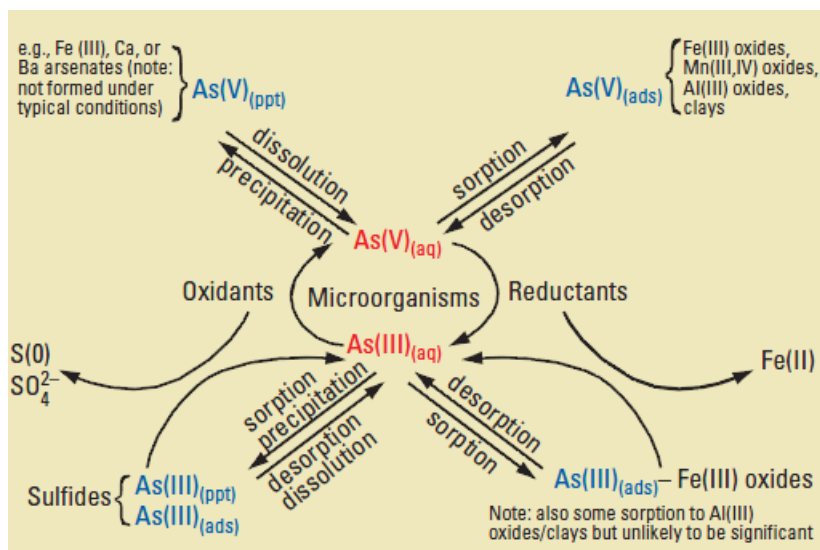 e.g., Fe (III), Ca, or
Ba arsenates (note:
not formed under
typical conditions)
As(V)(ppt)
As(V)(ads)
Fe(III) oxides,
Mn(III,IV) oxides,
Al(III) oxides,
clays
dissolution
precipitation
sorption
desorption
As(V)(aq)
Oxidants
Microorganisms
Reductants
As(III)(aq)
S(0)
SO4 2–
Fe(II)
sorption
precipitation
desorption
dissolution
desorption
sorption
Sulfides
As(III)(ppt)
As(III)(ads)
As(III)(ads)– Fe(III) oxides
Note: also some sorption to Al(III)
oxides/clays but unlikely to be significant